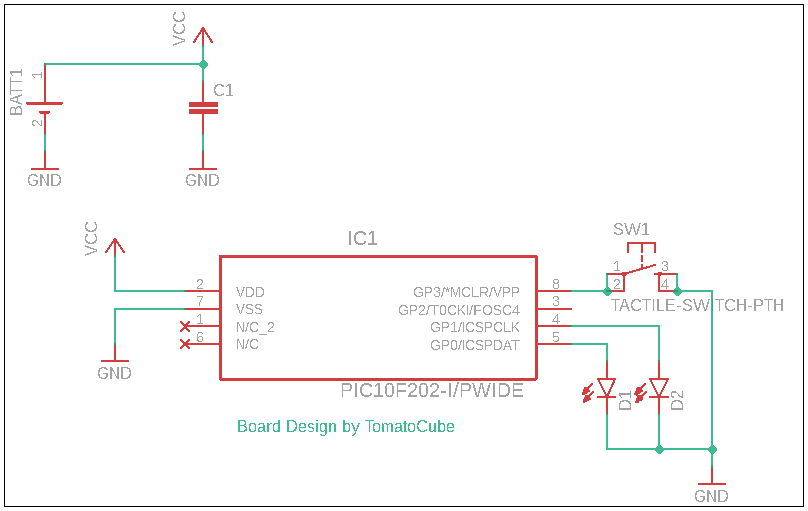 VCC
BATT1
1
2
C1
GND
GND
VCC
IC1
SW1
2
7
1
6
VDD
VSS
N/C_2
N/C
GP3/*MCLR/VPP
GP2/T0CKI/FOSC4
GP1/ICSPCLK
GP0/ICSPDAT
8
3
4
5
1
3
2
4
TACTILE-SWITCH-PTH
GND
PIC10F202-I/PWIDE
D1
D2
Board Design by TomatoCube
GND